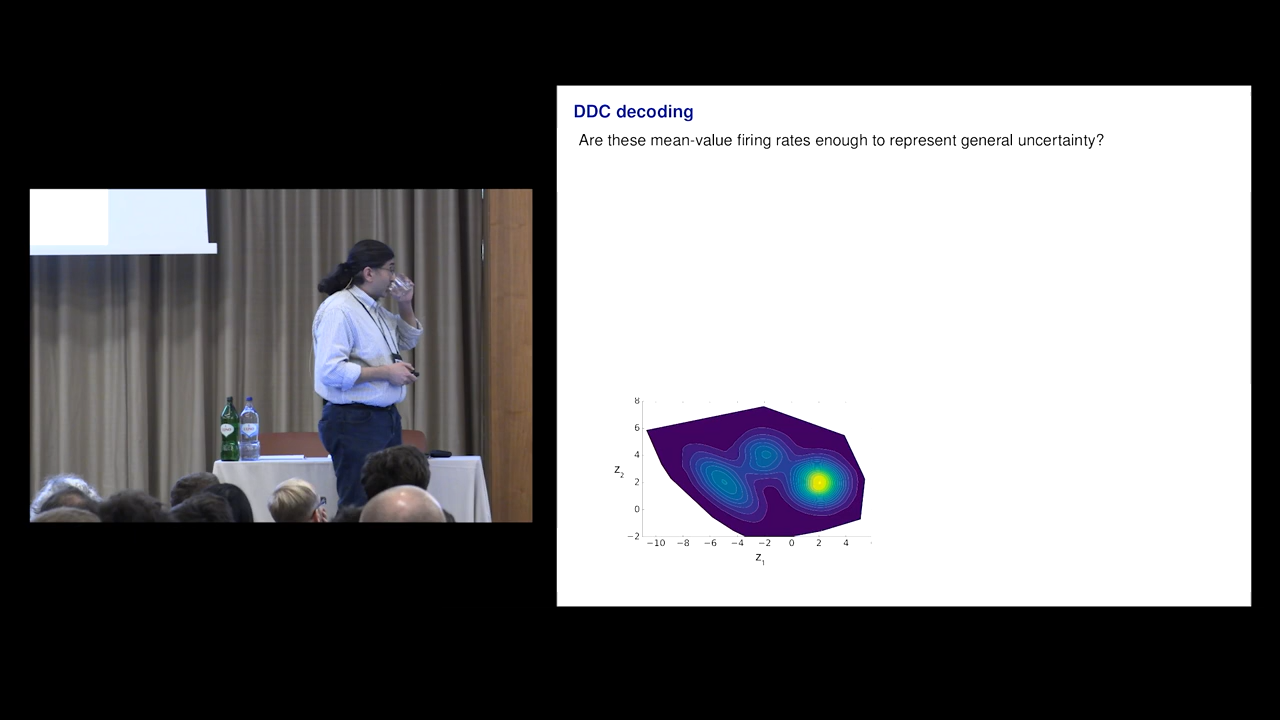 DDC decoding
Are these mean-value firing rates enough to represent general uncertainty?
8
6
4
2
0
−2
z2
−10 −8 −6 −4 −2 0 2 4
z1